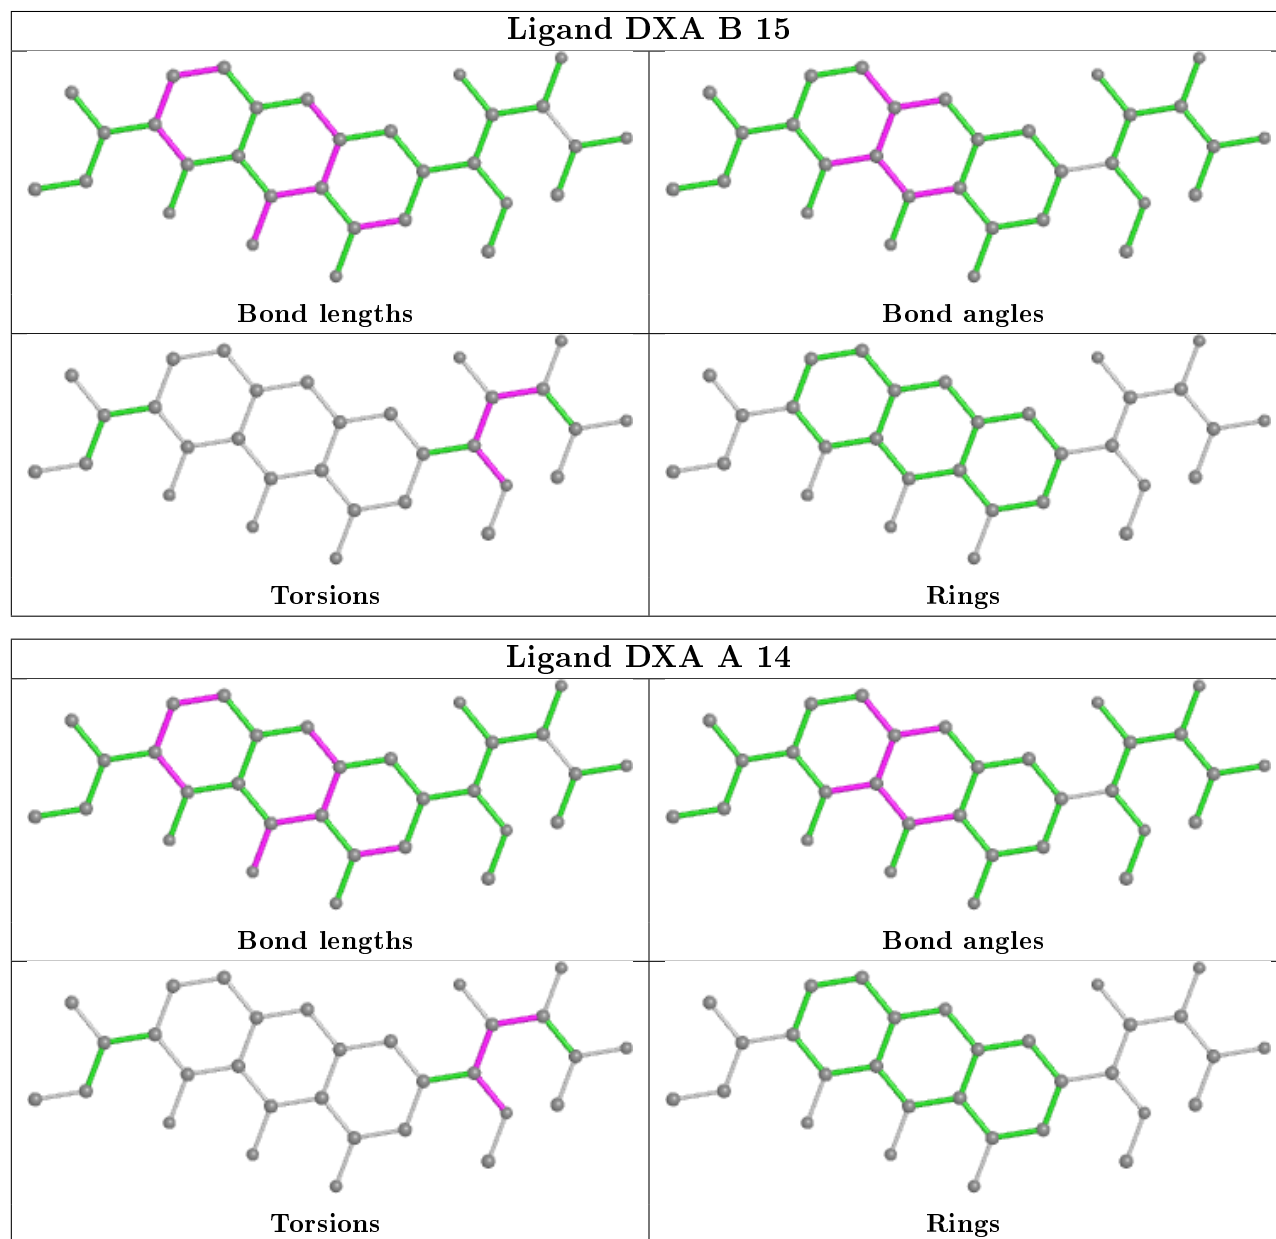 Ligand DXA B 15
Bond lengths
Bond angles
Torsions
Rings
Ligand DXA A 14
Bond lengths
Bond angles
Torsions
Rings